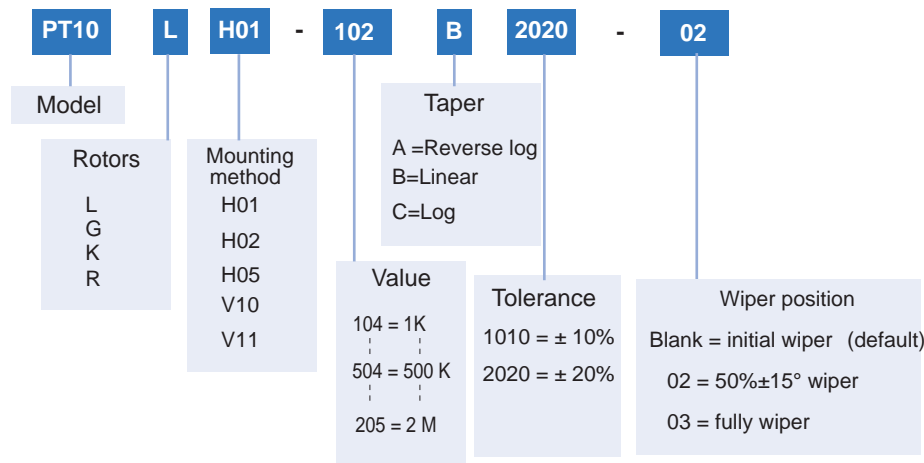 PT10 L H01 - 102 B 2020 - 02
Model
Rotors
L
G
K
R
Mounting
method
H01
H02
H05
V10
V11
Value
104 = 1K
504 = 500 K
205 = 2 M
Taper
A =Reverse log
B=Linear
C=Log
Tolerance
1010 = ± 10%
2020 = ± 20%
Wiper position
Blank = initial wiper (default)
02 = 50%±15° wiper
03 = fully wiper